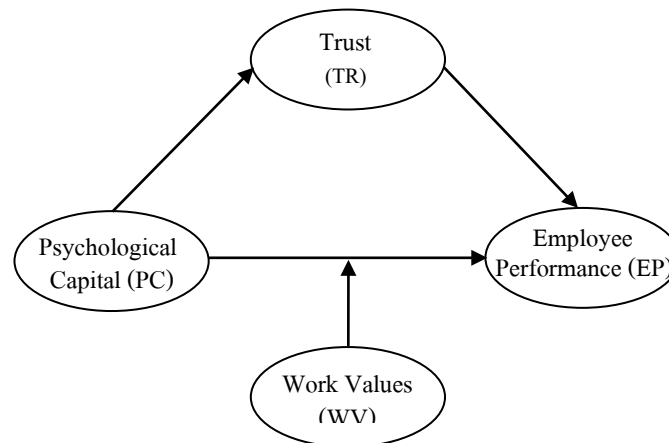 Trust
(TR)
Psychological
Capital (PC)
Employee
Performance (EP)
Work Values
(WV)